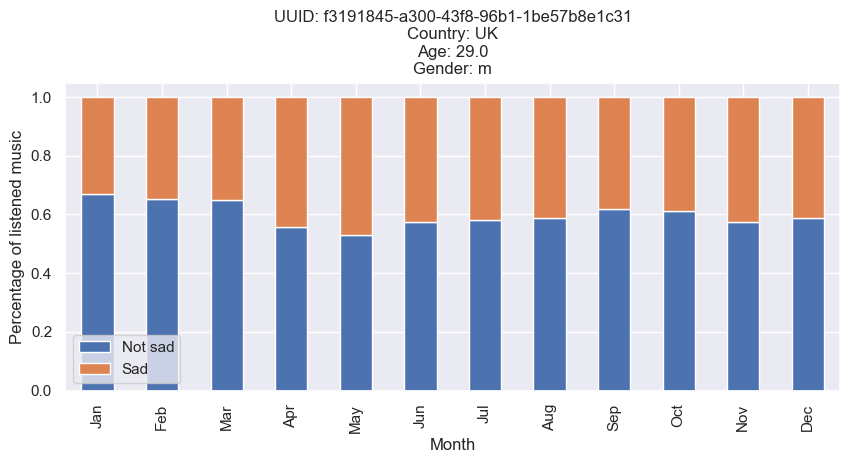 UUID: f3191845-a300-43f8-96b1-1be57b8e1c31
Country: UK
Age: 29.0
Gender: m
Percentage of listened music
1.0
0.8
0.6
0.4
0.2
0.0
Not sad
Sad
Jan
Feb
Mar
Apr
May
Jun
Jul
Aug
Sep
Oct
Nov
Dec
Month